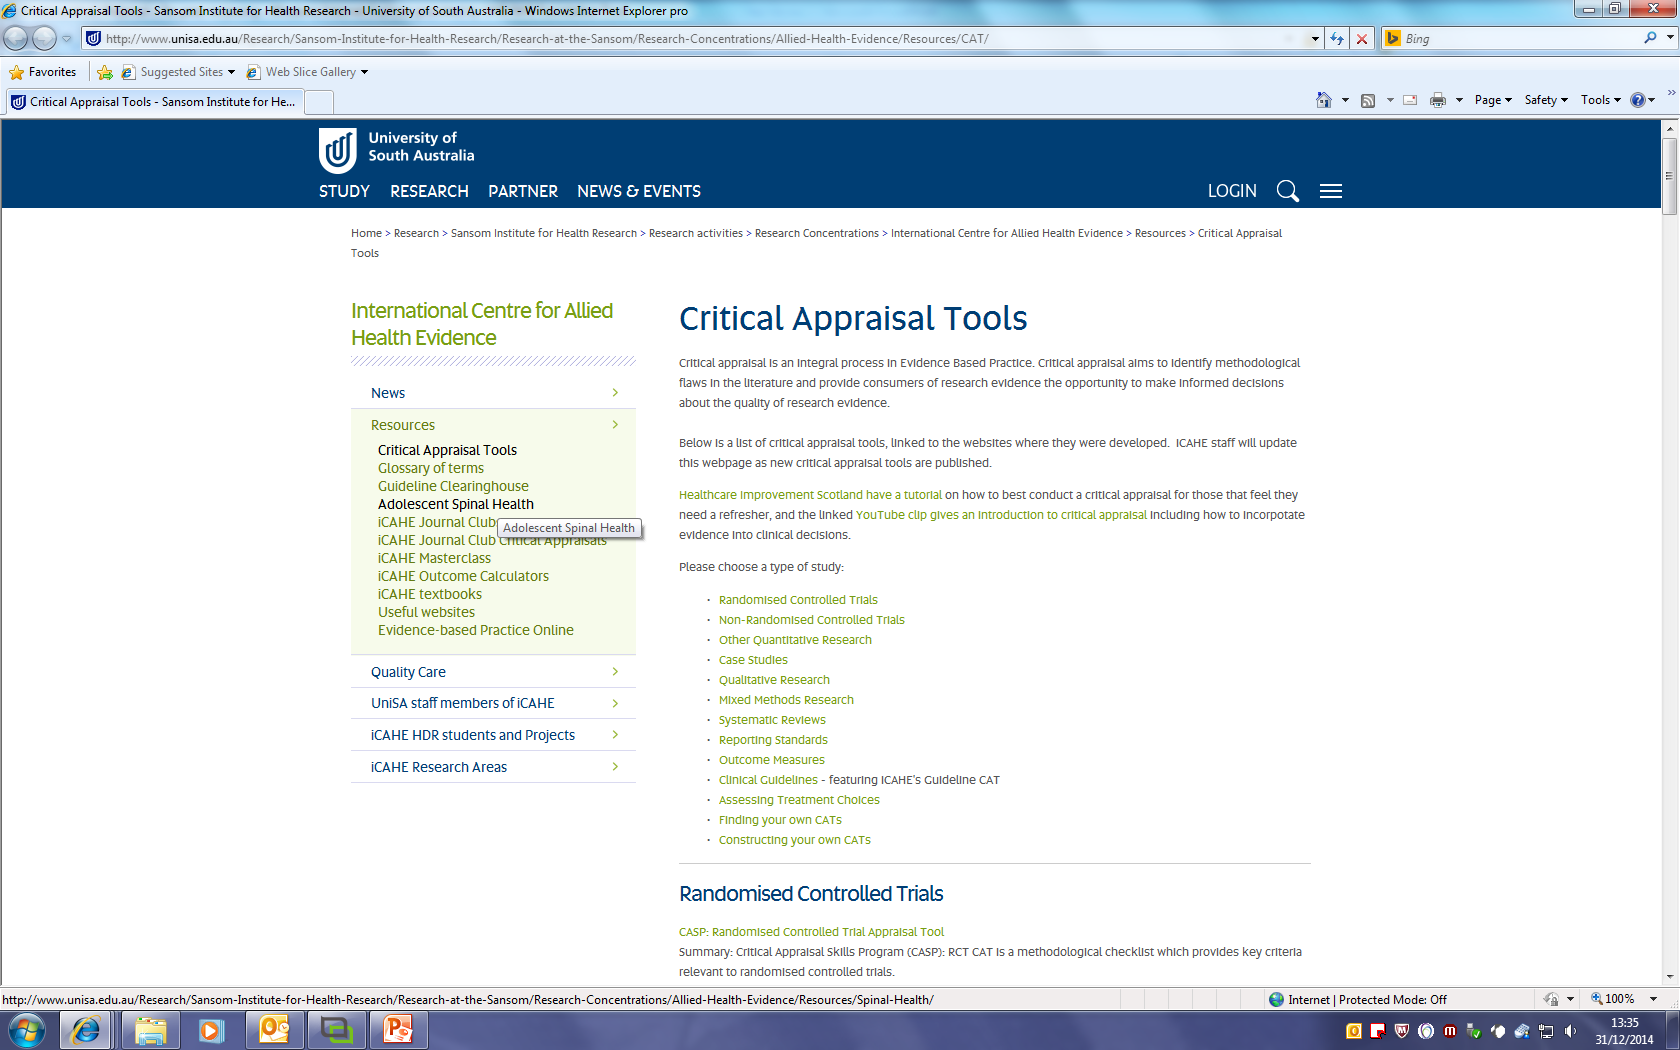 Critical Appraisal Tools - Sansom Institute for Health Research - University of South Australia - Windows Internet Explorer pro
http://www.unisa.edu.au/Research/Sansom-Institute-for-Health-Research/Research-at-the-Sansom/Research-Concentrations/Allied-Health-Evidence/Resources/CAT/
Bing
Favorites
Suggested Sites
Web Slice Gallery
Critical Appraisal Tools - Sansom Institute for He...
Page
Safety
Tools
University of
South Australia
STUDY RESEARCH PARTNER NEWS & EVENTS
LOGIN
Home > Research > Sansom Institute for Health Research > Research activities > Research Concentrations > International Centre for Allied Health Evidence > Resources > Critical Appraisal
Tools
International Centre for Allied
Health Evidence
News
Resources
Critical Appraisal Tools
Glossary of terms
Guideline Clearinghouse
Adolescent Spinal Health
iCAHE Journal Club
Adolescent Spinal Health
iCAHE Journal Club Critical Appraisals
iCAHE Masterclass
iCAHE Outcome Calculators
iCAHE textbooks
Useful websites
Evidence-based Practice Online
Quality Care
UniSA staff members of iCAHE
iCAHE HDR students and Projects
iCAHE Research Areas
Critical Appraisal Tools
Critical appraisal is an integral process in Evidence Based Practice. Critical appraisal aims to identify methodological
flaws in the literature and provide consumers of research evidence the opportunity to make informed decisions
about the quality of research evidence.
Below is a list of critical appraisal tools, linked to the websites where they were developed. iCAHE staff will update
this webpage as new critical appraisal tools are published.
Healthcare Improvement Scotland have a tutorial on how to best conduct a critical appraisal for those that feel they
need a refresher, and the linked YouTube clip gives an introduction to critical appraisal including how to incorpotate
evidence into clinical decisions.
Please choose a type of study:
· Randomised Controlled Trials
· Non-Randomised Controlled Trials
· Other Quantitative Research
· Case Studies
· Qualitative Research
· Mixed Methods Research
· Systematic Reviews
· Reporting Standards
· Outcome Measures
· Clinical Guidelines - featuring iCAHE's Guideline CAT
· Assessing Treatment Choices
· Finding your own CATs
· Constructing your own CATs
Randomised Controlled Trials
CASP: Randomised Controlled Trial Appraisal Tool
Summary: Critical Appraisal Skills Program (CASP): RCT CAT is a methodological checklist which provides key criteria
relevant to randomised controlled trials.
http://www.unisa.edu.au/Research/Sansom-Institute-for-Health-Research/Research-at-the-Sansom/Research-Concentrations/Allied-Health-Evidence/Resources/Spinal-Health/
Internet | Protected Mode: Off
100%
13:35
31/12/2014